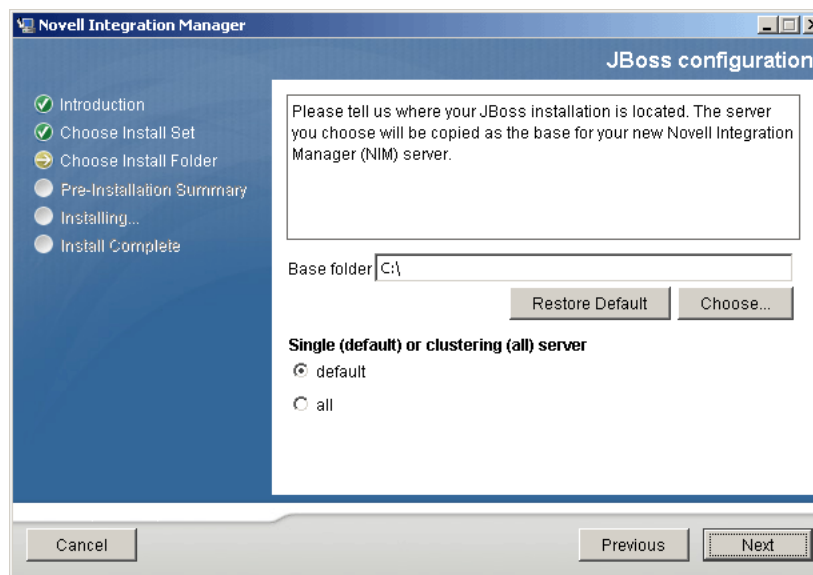 Novell Integration Manager
JBoss configuration
Introduction
Choose Install Set
Choose Install Folder
Pre-Installation Summary
Installing...
Install Complete
Please tell us where your JBoss installation is located. The server
you choose will be copied as the base for your new Novell Integration
Manager (NIM) server.
Base folder C:\
Restore Default Choose...
Single (default) or clustering (all) server
default
all
Cancel Previous Next